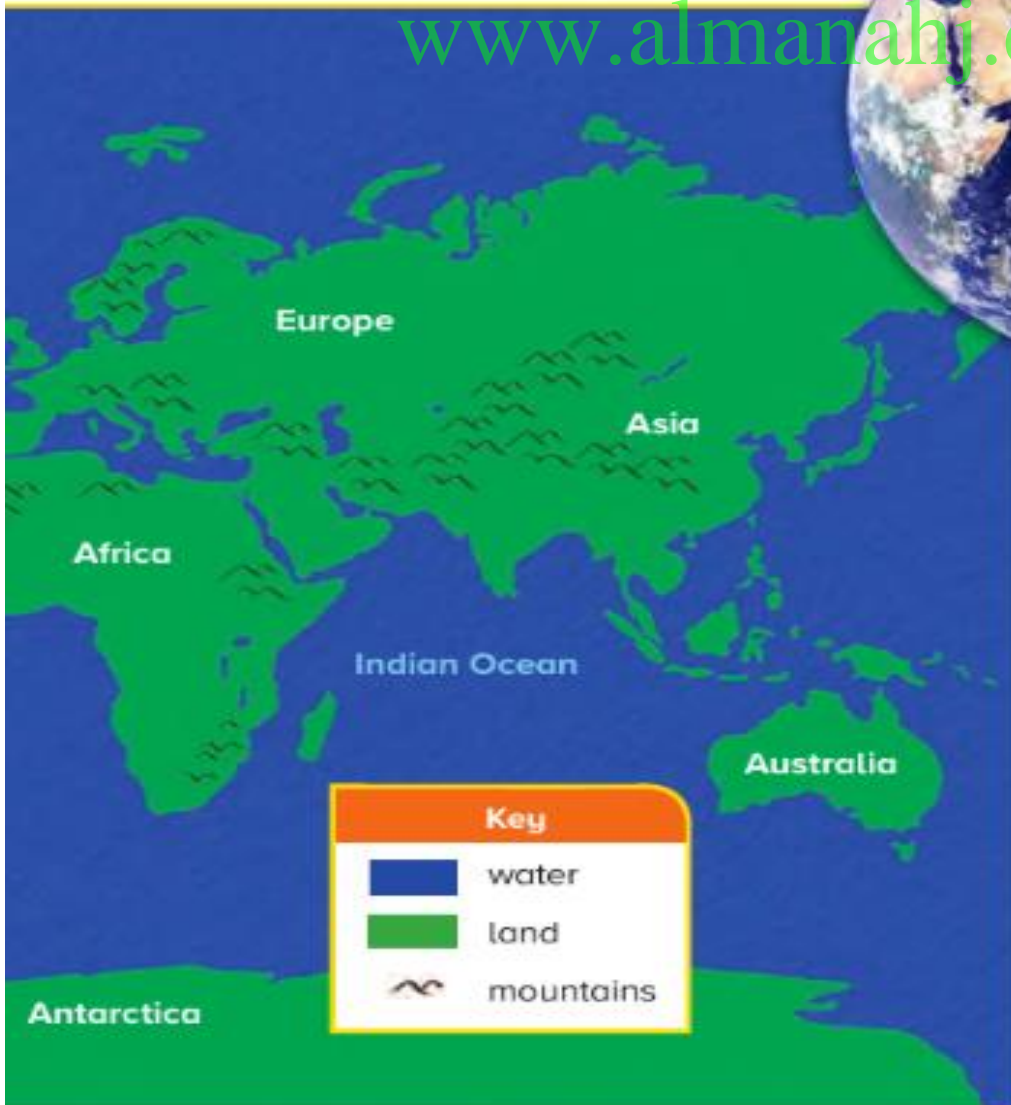 www.almanahj.
Europe
Asia
Africa
Indian Ocean
Australia
Key
water
land
mountains
Antarctica